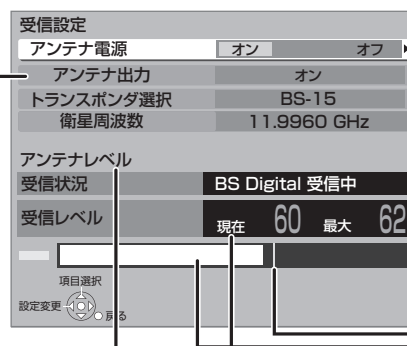 受信設定
アンテナ電源 オン オフ
アンテナ出力 オン
トランスポンダ選択 BS-15
衛星周波数 11.9960 GHz
アンテナレベル
受信状況 BS Digital 受信中
受信レベル 現在 60 最大 62
項目選択
設定変更 戻る